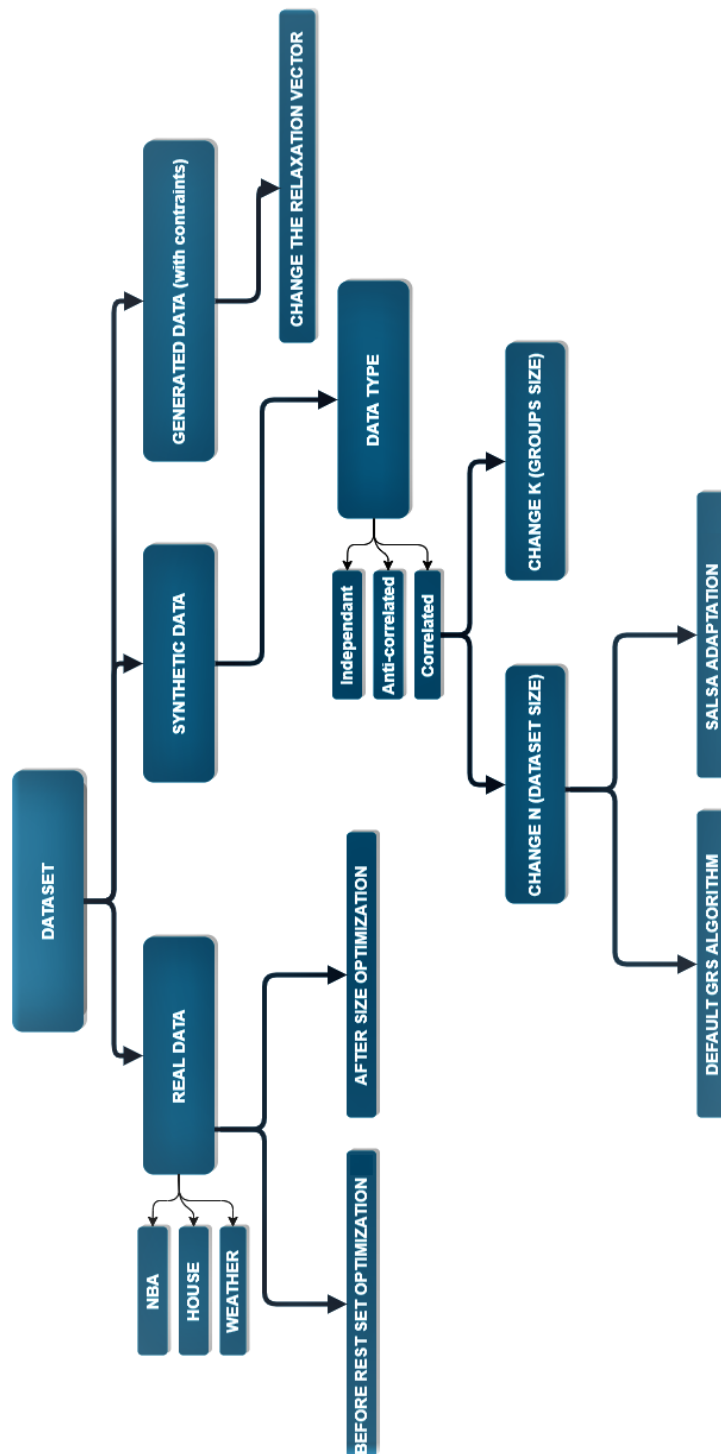 DATASET
REAL DATA
SYNTHETIC DATA
GENERATED DATA (with contraints)
NBA
HOUSE
WEATHER
BEFORE REST SET OPTIMIZATION
AFTER SIZE OPTIMIZATION
CHANGE THE RELAXATION VECTOR
DATA TYPE
Independant
Anti-correlated
Correlated
CHANGE N (DATASET SIZE)
CHANGE K (GROUPS SIZE)
DEFAULT GRS ALGORITHM
SALSA ADAPTATION